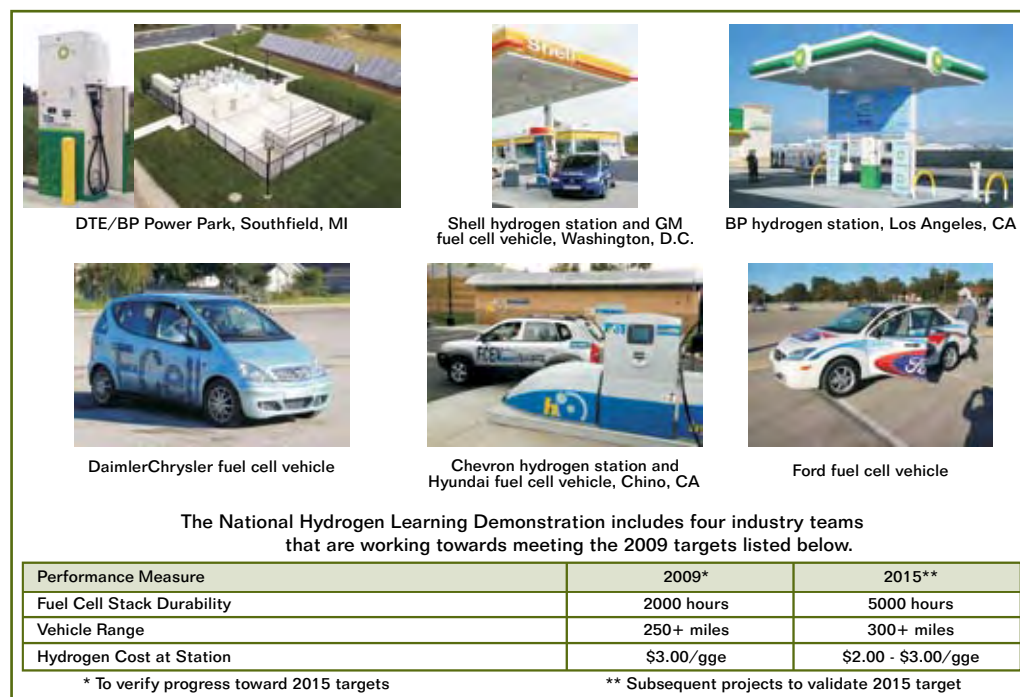 Shell
DTE/BP Power Park, Southfield, MI
Shell hydrogen station and GM
fuel cell vehicle, Washington, D.C.
BP hydrogen station, Los Angeles, CA
FCell
FCEV
h
Ford
DaimlerChrysler fuel cell vehicle
Chevron hydrogen station and
Hyundai fuel cell vehicle, Chino, CA
Ford fuel cell vehicle
The National Hydrogen Learning Demonstration includes four industry teams
that are working towards meeting the 2009 targets listed below.
Performance Measure 2009* 2015**
Fuel Cell Stack Durability 2000 hours 5000 hours
Vehicle Range 250+ miles 300+ miles
Hydrogen Cost at Station $3.00/gge $2.00 - $3.00/gge
* To verify progress toward 2015 targets ** Subsequent projects to validate 2015 target